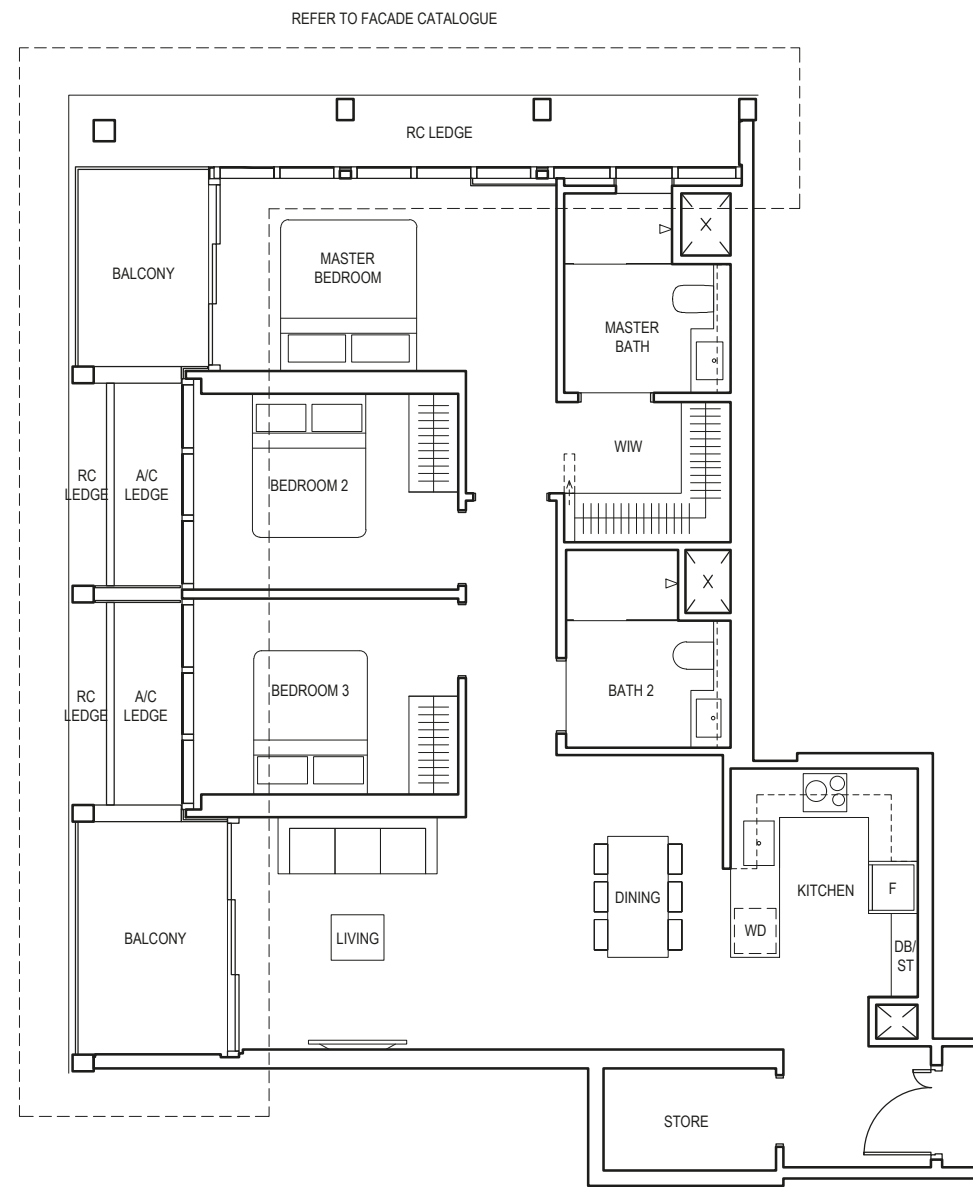 REFER TO FACADE CATALOGUE
RC LEDGE
BALCONY
MASTER
BEDROOM
X
MASTER
BATH
WIW
RC
LEDGE
A/C
LEDGE
BEDROOM 2
X
RC
LEDGE
A/C
LEDGE
BEDROOM 3
BATH 2
BALCONY
LIVING
DINING
KITCHEN
F
WD
DB/
ST
STORE